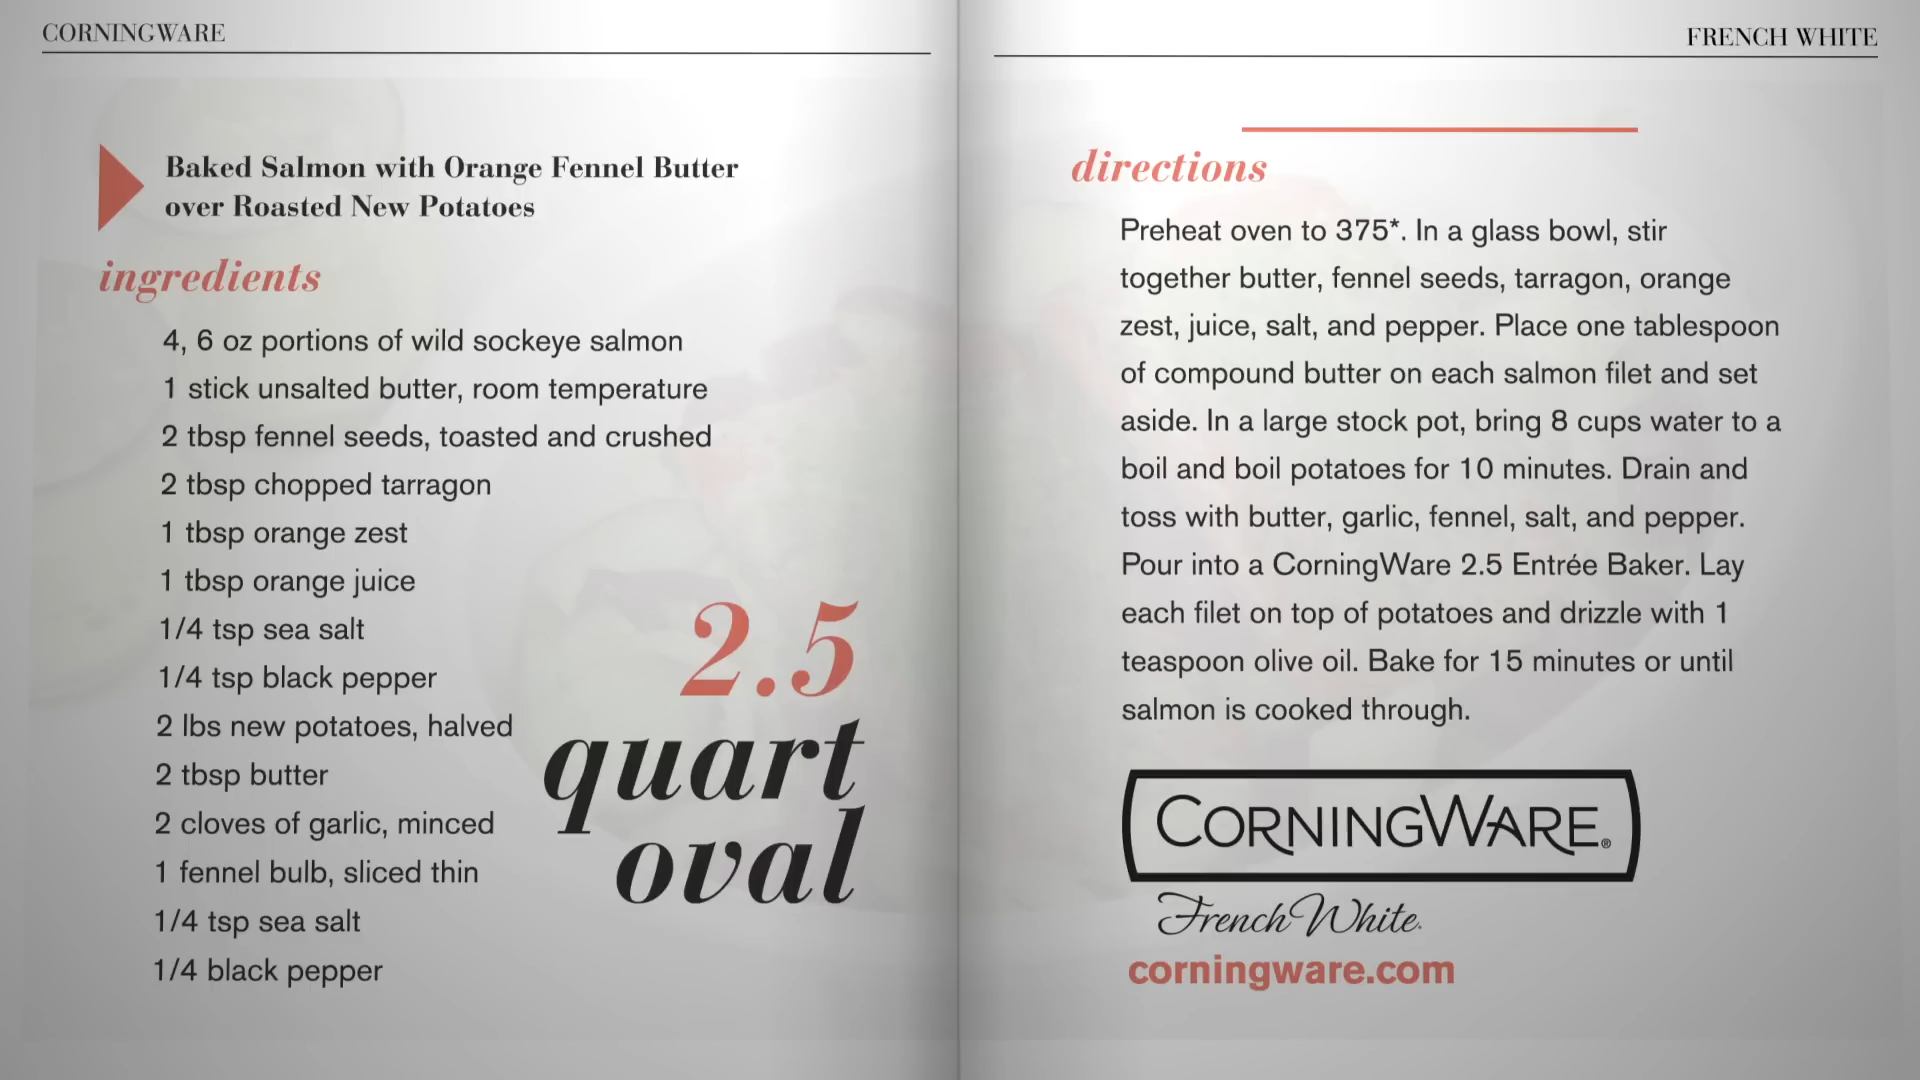 CORNINGWARE
Baked Salmon with Orange Fennel Butter
over Roasted New Potatoes
ingredients
4, 6 oz portions of wild sockeye salmon
1 stick unsalted butter, room temperature
2 tbsp fennel seeds, toasted and crushed
2 tbsp chopped tarragon
1 tbsp orange zest
1 tbsp orange juice
1/4 tsp sea salt
1/4 tsp black pepper
2 lbs new potatoes, halved
2 tbsp butter
2 cloves of garlic, minced
1 fennel bulb, sliced thin
1/4 tsp sea salt
1/4 black pepper
2.5
quart
oval
FRENCH WHITE
directions
Preheat oven to 375*. In a glass bowl, stir
together butter, fennel seeds, tarragon, orange
zest, juice, salt, and pepper. Place one tablespoon
of compound butter on each salmon filet and set
aside. In a large stock pot, bring 8 cups water to a
boil and boil potatoes for 10 minutes. Drain and
toss with butter, garlic, fennel, salt, and pepper.
Pour into a CorningWare 2.5 Entrée Baker. Lay
each filet on top of potatoes and drizzle with 1
teaspoon olive oil. Bake for 15 minutes or until
salmon is cooked through.
CORNINGWARE®
French White.
corningware.com